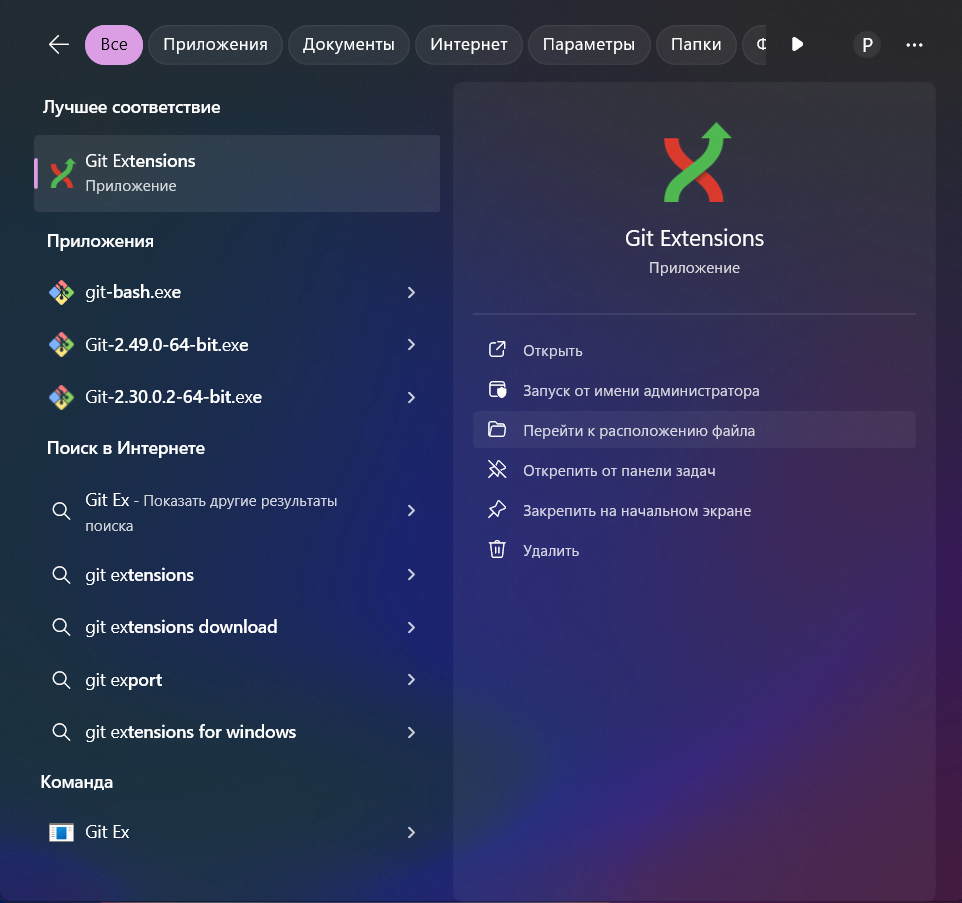 Все
Приложения
Документы
Интернет
Параметры
Папки
P
Лучшее соответствие
Git Extensions
Приложение
Приложения
git-bash.exe
Git-2.49.0-64-bit.exe
Git-2.30.0.2-64-bit.exe
Поиск в Интернете
Git Ex - Показать другие результаты
поиска
git extensions
git extensions download
git export
git extensions for windows
Команда
Git Ex
Git Extensions
Приложение
Открыть
Запуск от имени администратора
Перейти к расположению файла
Открепить от панели задач
Закрепить на начальном экране
Удалить